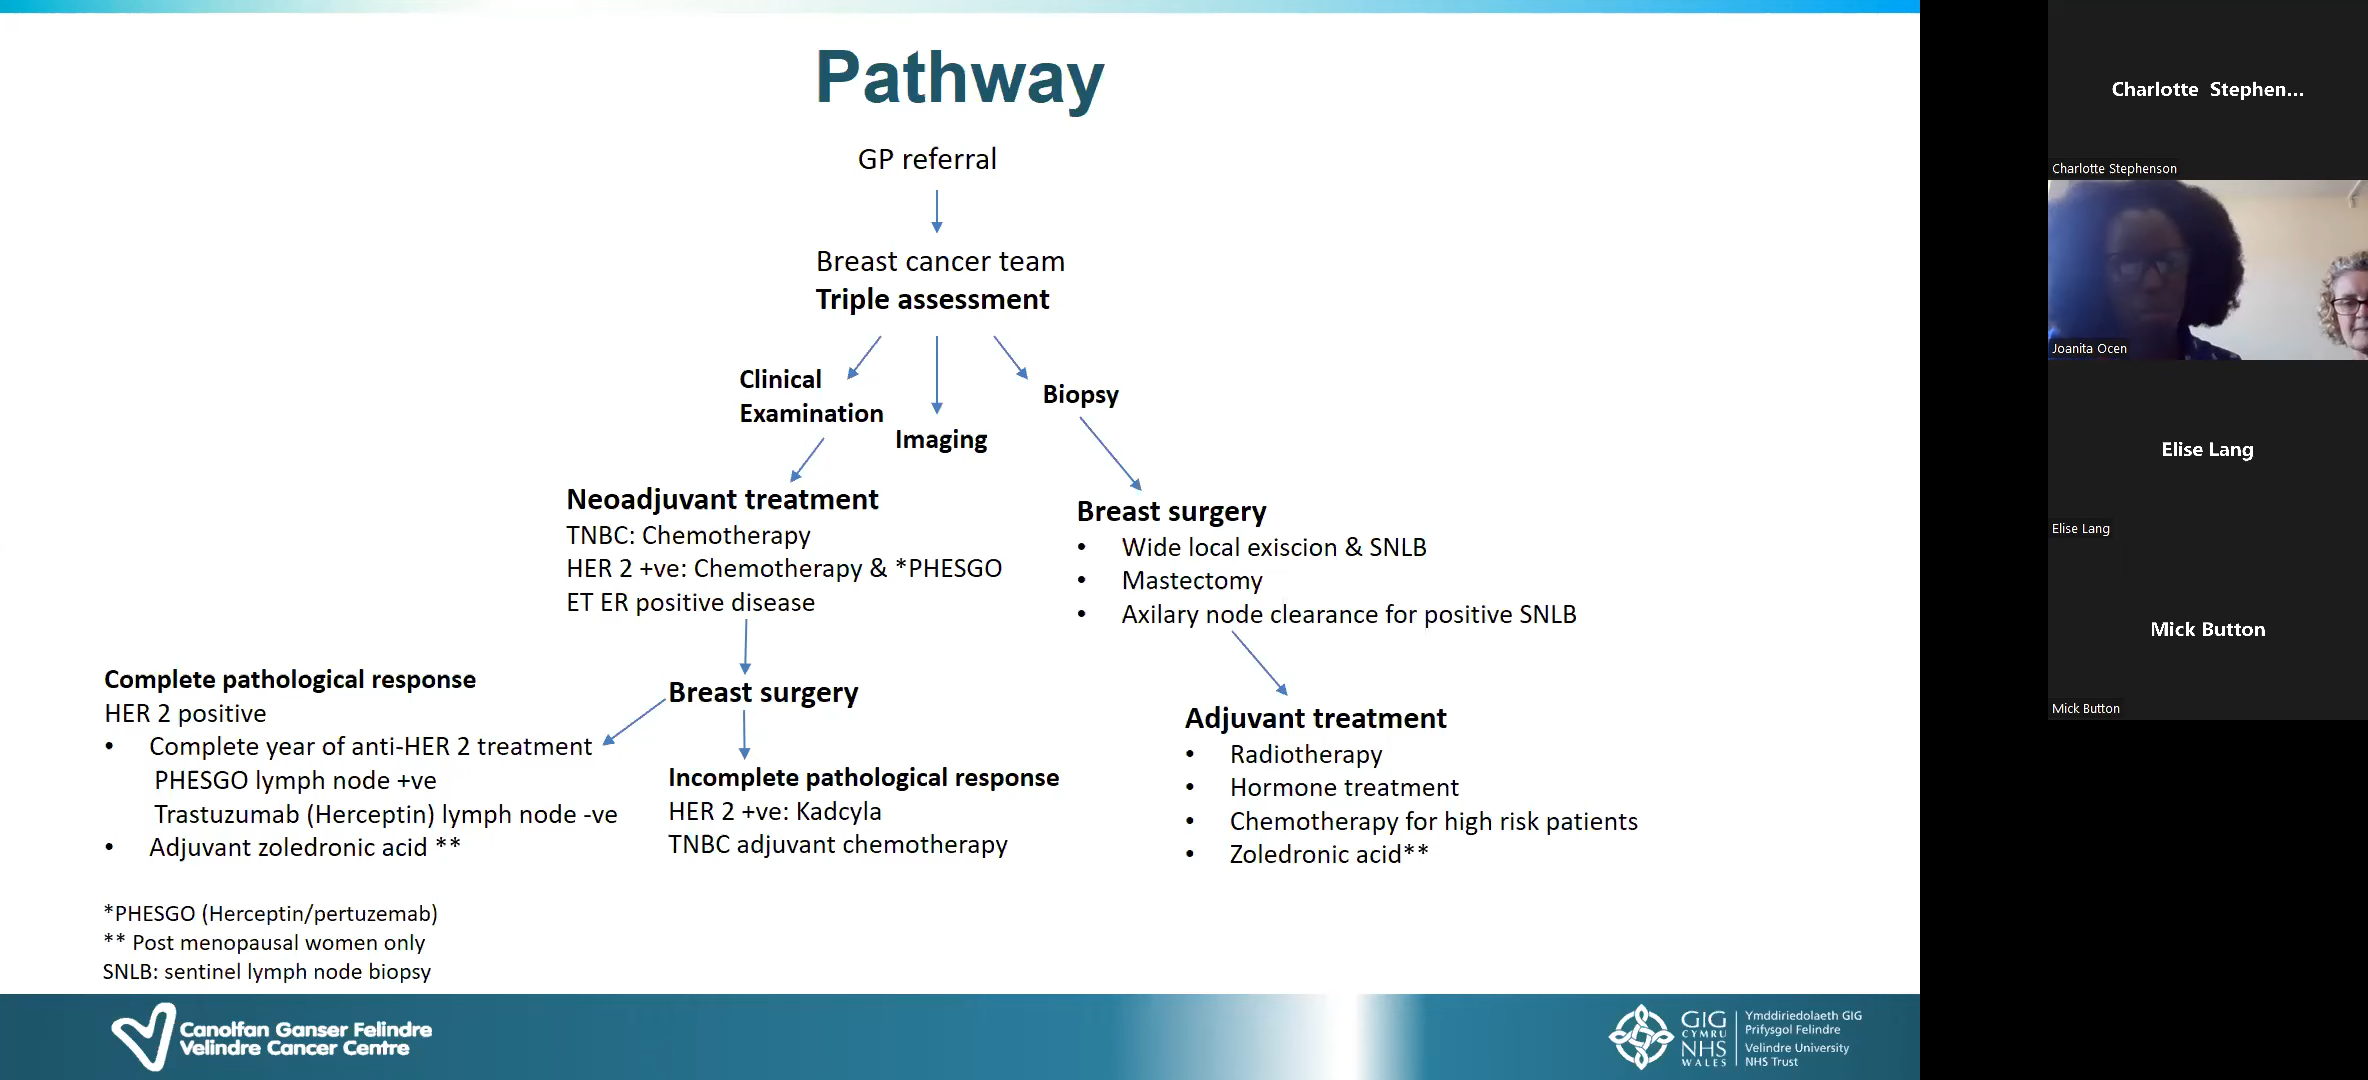 Pathway
GP referral
Breast cancer team
Triple assessment
Clinical
Examination
Imaging
Biopsy
Neoadjuvant treatment
TNBC: Chemotherapy
HER 2 +ve: Chemotherapy & *PHESGO
ET ER positive disease
Breast surgery
• Wide local exiscion & SNLB
• Mastectomy
• Axilary node clearance for positive SNLB
Complete pathological response
HER 2 positive
• Complete year of anti-HER 2 treatment
PHESGO lymph node +ve
Trastuzumab (Herceptin) lymph node -ve
• Adjuvant zoledronic acid **
Breast surgery
Incomplete pathological response
HER 2 +ve: Kadcyla
TNBC adjuvant chemotherapy
Adjuvant treatment
• Radiotherapy
• Hormone treatment
• Chemotherapy for high risk patients
• Zoledronic acid**
*PHESGO (Herceptin/pertuzemab)
** Post menopausal women only
SNLB: sentinel lymph node biopsy
Canolfan Ganser Felindre
Velindre Cancer Centre
GIG
CYMRU
NHS
WALES
Ymddiriedolaeth GIG
Prifysgol Felindre
Velindre University
NHS Trust
Charlotte Stephen...
Charlotte Stephenson
Joanita Ocen
Elise Lang
Elise Lang
Mick Button
Mick Button